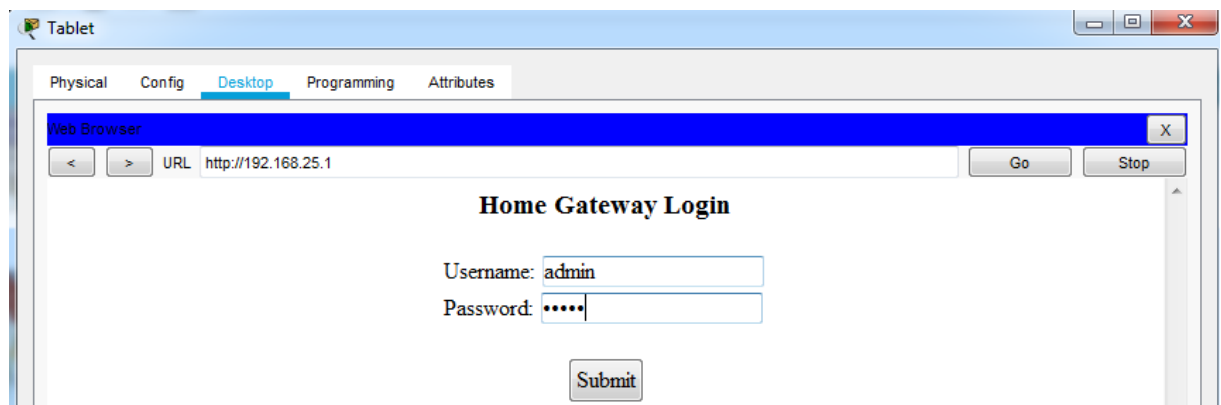 Tablet
Physical Config Desktop Programming Attributes
Web Browser X
< > URL http://192.168.25.1 Go Stop
Home Gateway Login
Username: admin
Password: •••••
Submit